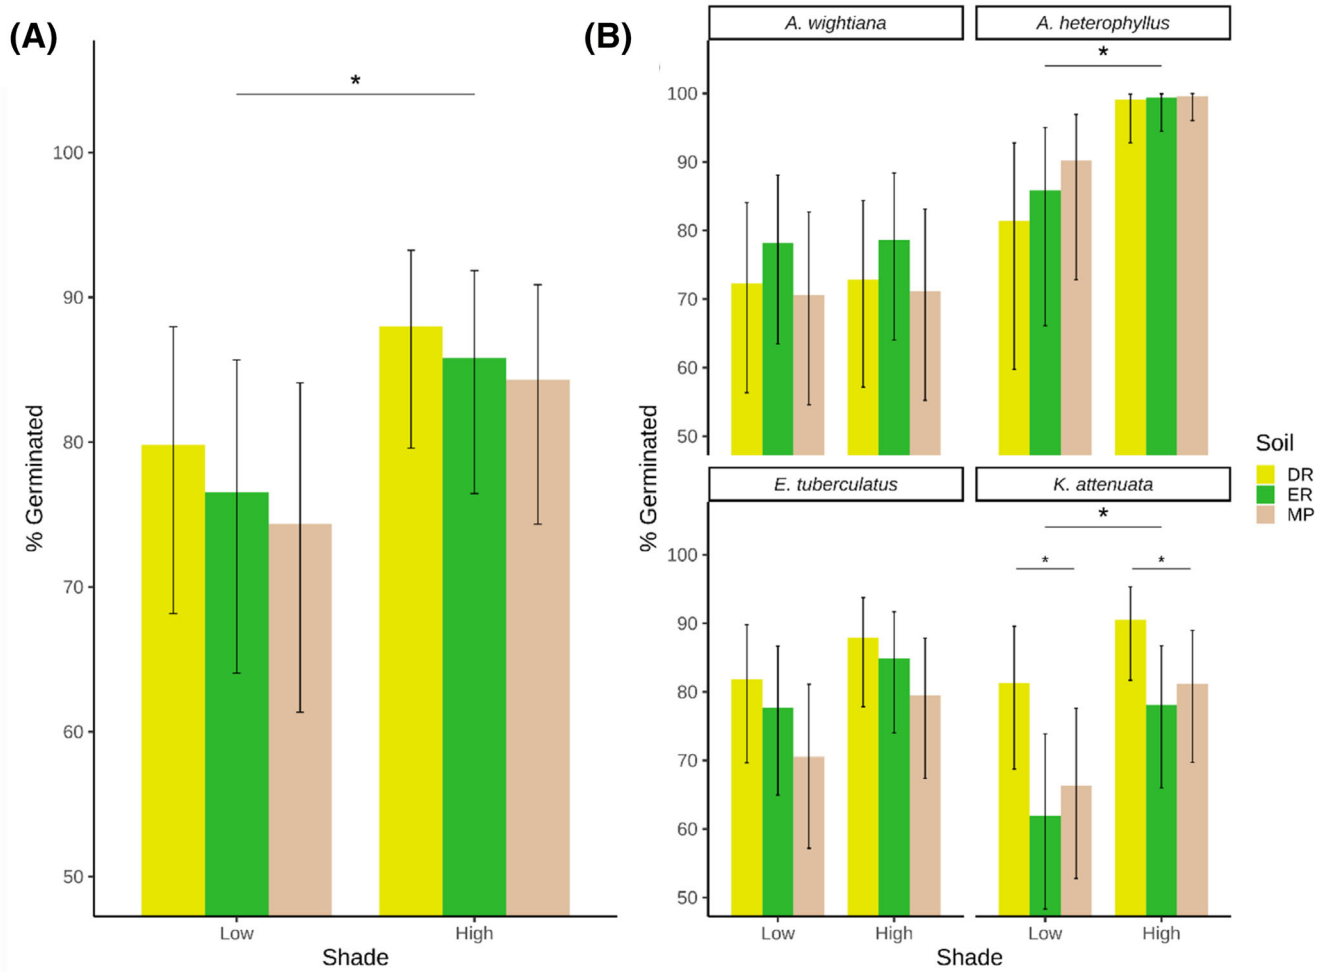 (A)
*
100
90
80
70
60
50
% Germinated
Low High
Shade
(B)
A. wightiana A. heterophyllus
*
100
90
80
70
60
50
% Germinated
E. tuberculatus K. attenuata
*
* *
100
90
80
70
60
50
% Germinated
Low High Low High
Shade
Soil
DR
ER
MP